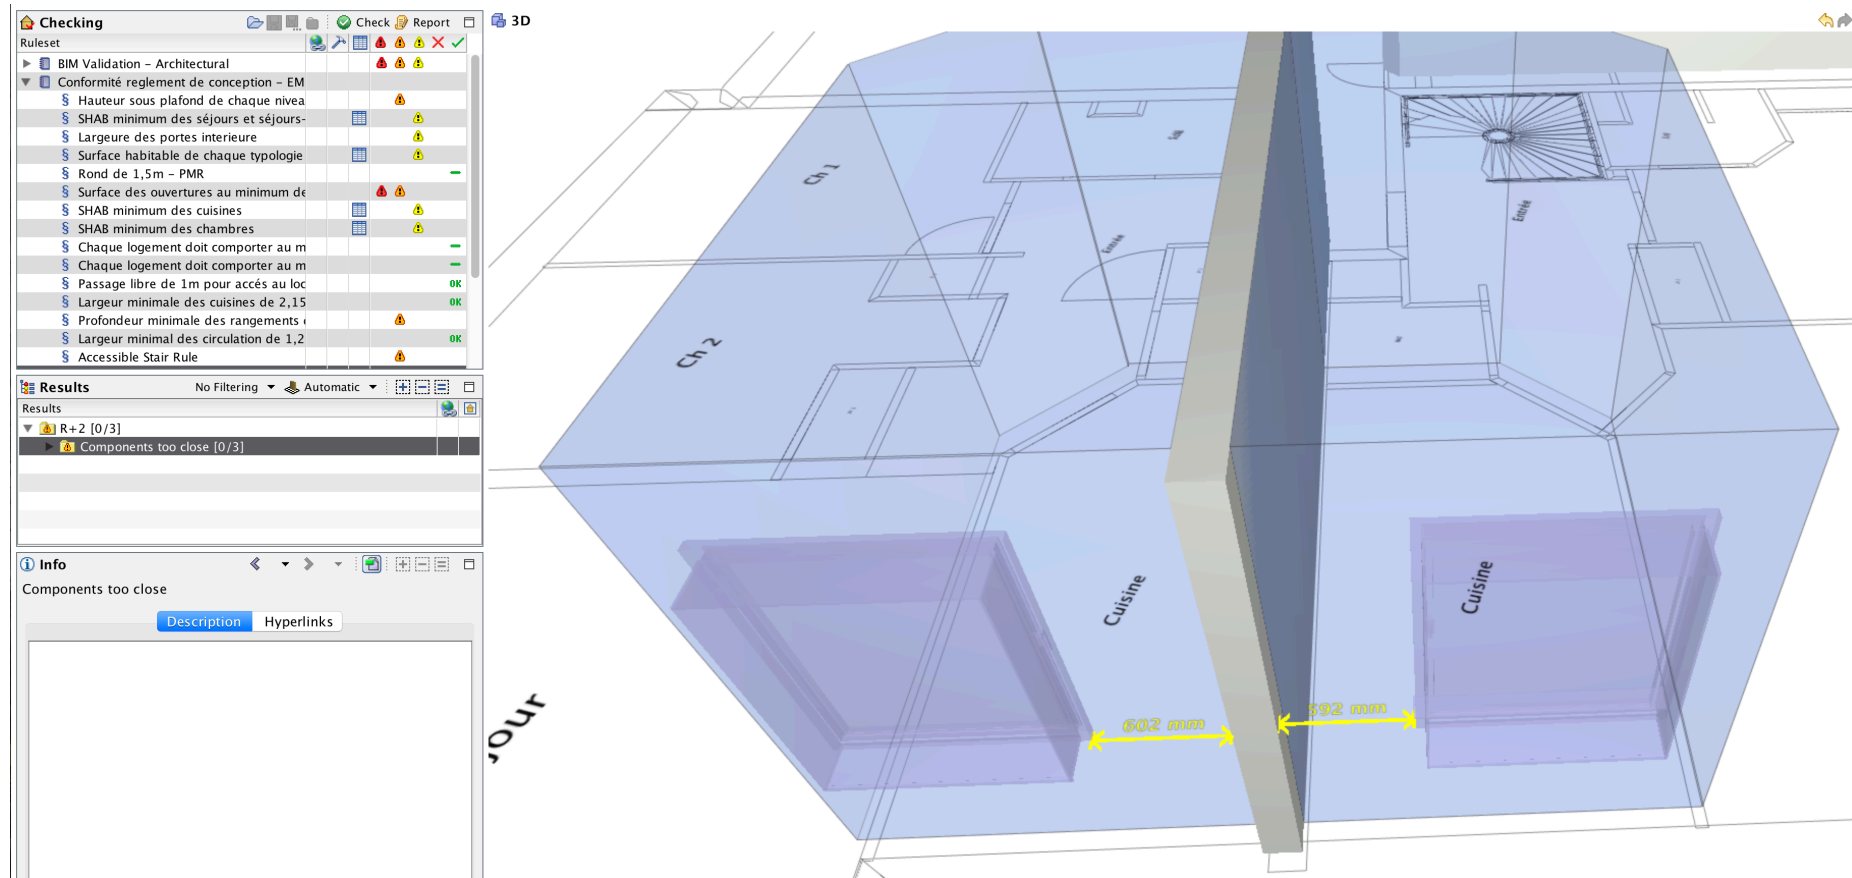 Checking
Check
Report
Ruleset
BIM Validation – Architectural
Conformité reglement de conception – EM
§ Hauteur sous plafond de chaque nivea
§ SHAB minimum des séjours et séjours-
§ Largeure des portes interieure
§ Surface habitable de chaque typologie
§ Rond de 1,5m – PMR
§ Surface des ouvertures au minimum de
§ SHAB minimum des cuisines
§ SHAB minimum des chambres
§ Chaque logement doit comporter au m
§ Chaque logement doit comporter au m
§ Passage libre de 1m pour accés au loc OK
§ Largeur minimale des cuisines de 2,15 OK
§ Profondeur minimale des rangements
§ Largeur minimal des circulation de 1,2 OK
§ Accessible Stair Rule
Results
No Filtering
Automatic
Results
R+2 [0/3]
Components too close [0/3]
Info
Components too close
Description
Hyperlinks
3D
Ch 1
Ch 2
Entrée
Entrée
Cuisine
Cuisine
jour
602 mm
592 mm